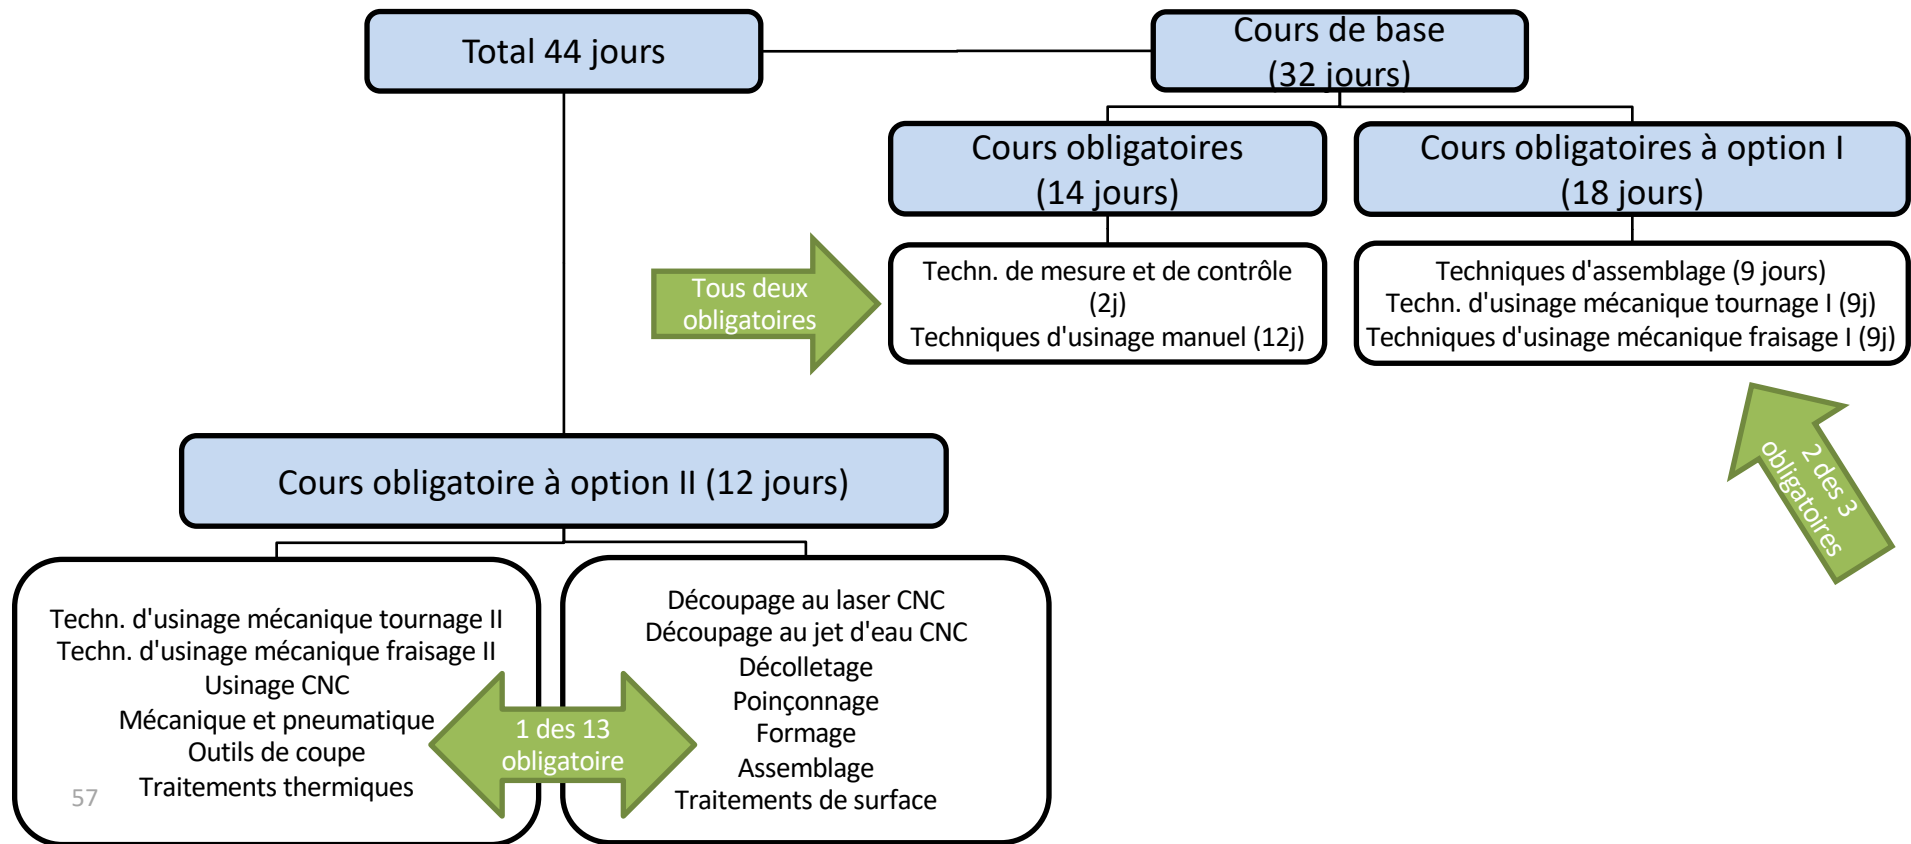 Total 44 jours
Cours de base
(32 jours)
Cours obligatoires
(14 jours)
Cours obligatoires à option I
(18 jours)
Tous deux
obligatoires
Techn. de mesure et de contrôle
(2j)
Techniques d'usinage manuel (12j)
Techniques d'assemblage (9 jours)
Techn. d'usinage mécanique tournage I (9j)
Techniques d'usinage mécanique fraisage I (9j)
2 des 3
obligatoires
Cours obligatoire à option II (12 jours)
Techn. d'usinage mécanique tournage II
Techn. d'usinage mécanique fraisage II
Usinage CNC
Mécanique et pneumatique
Outils de coupe
Traitements thermiques
1 des 13
obligatoire
Découpage au laser CNC
Découpage au jet d'eau CNC
Décolletage
Poinçonnage
Formage
Assemblage
Traitements de surface
57